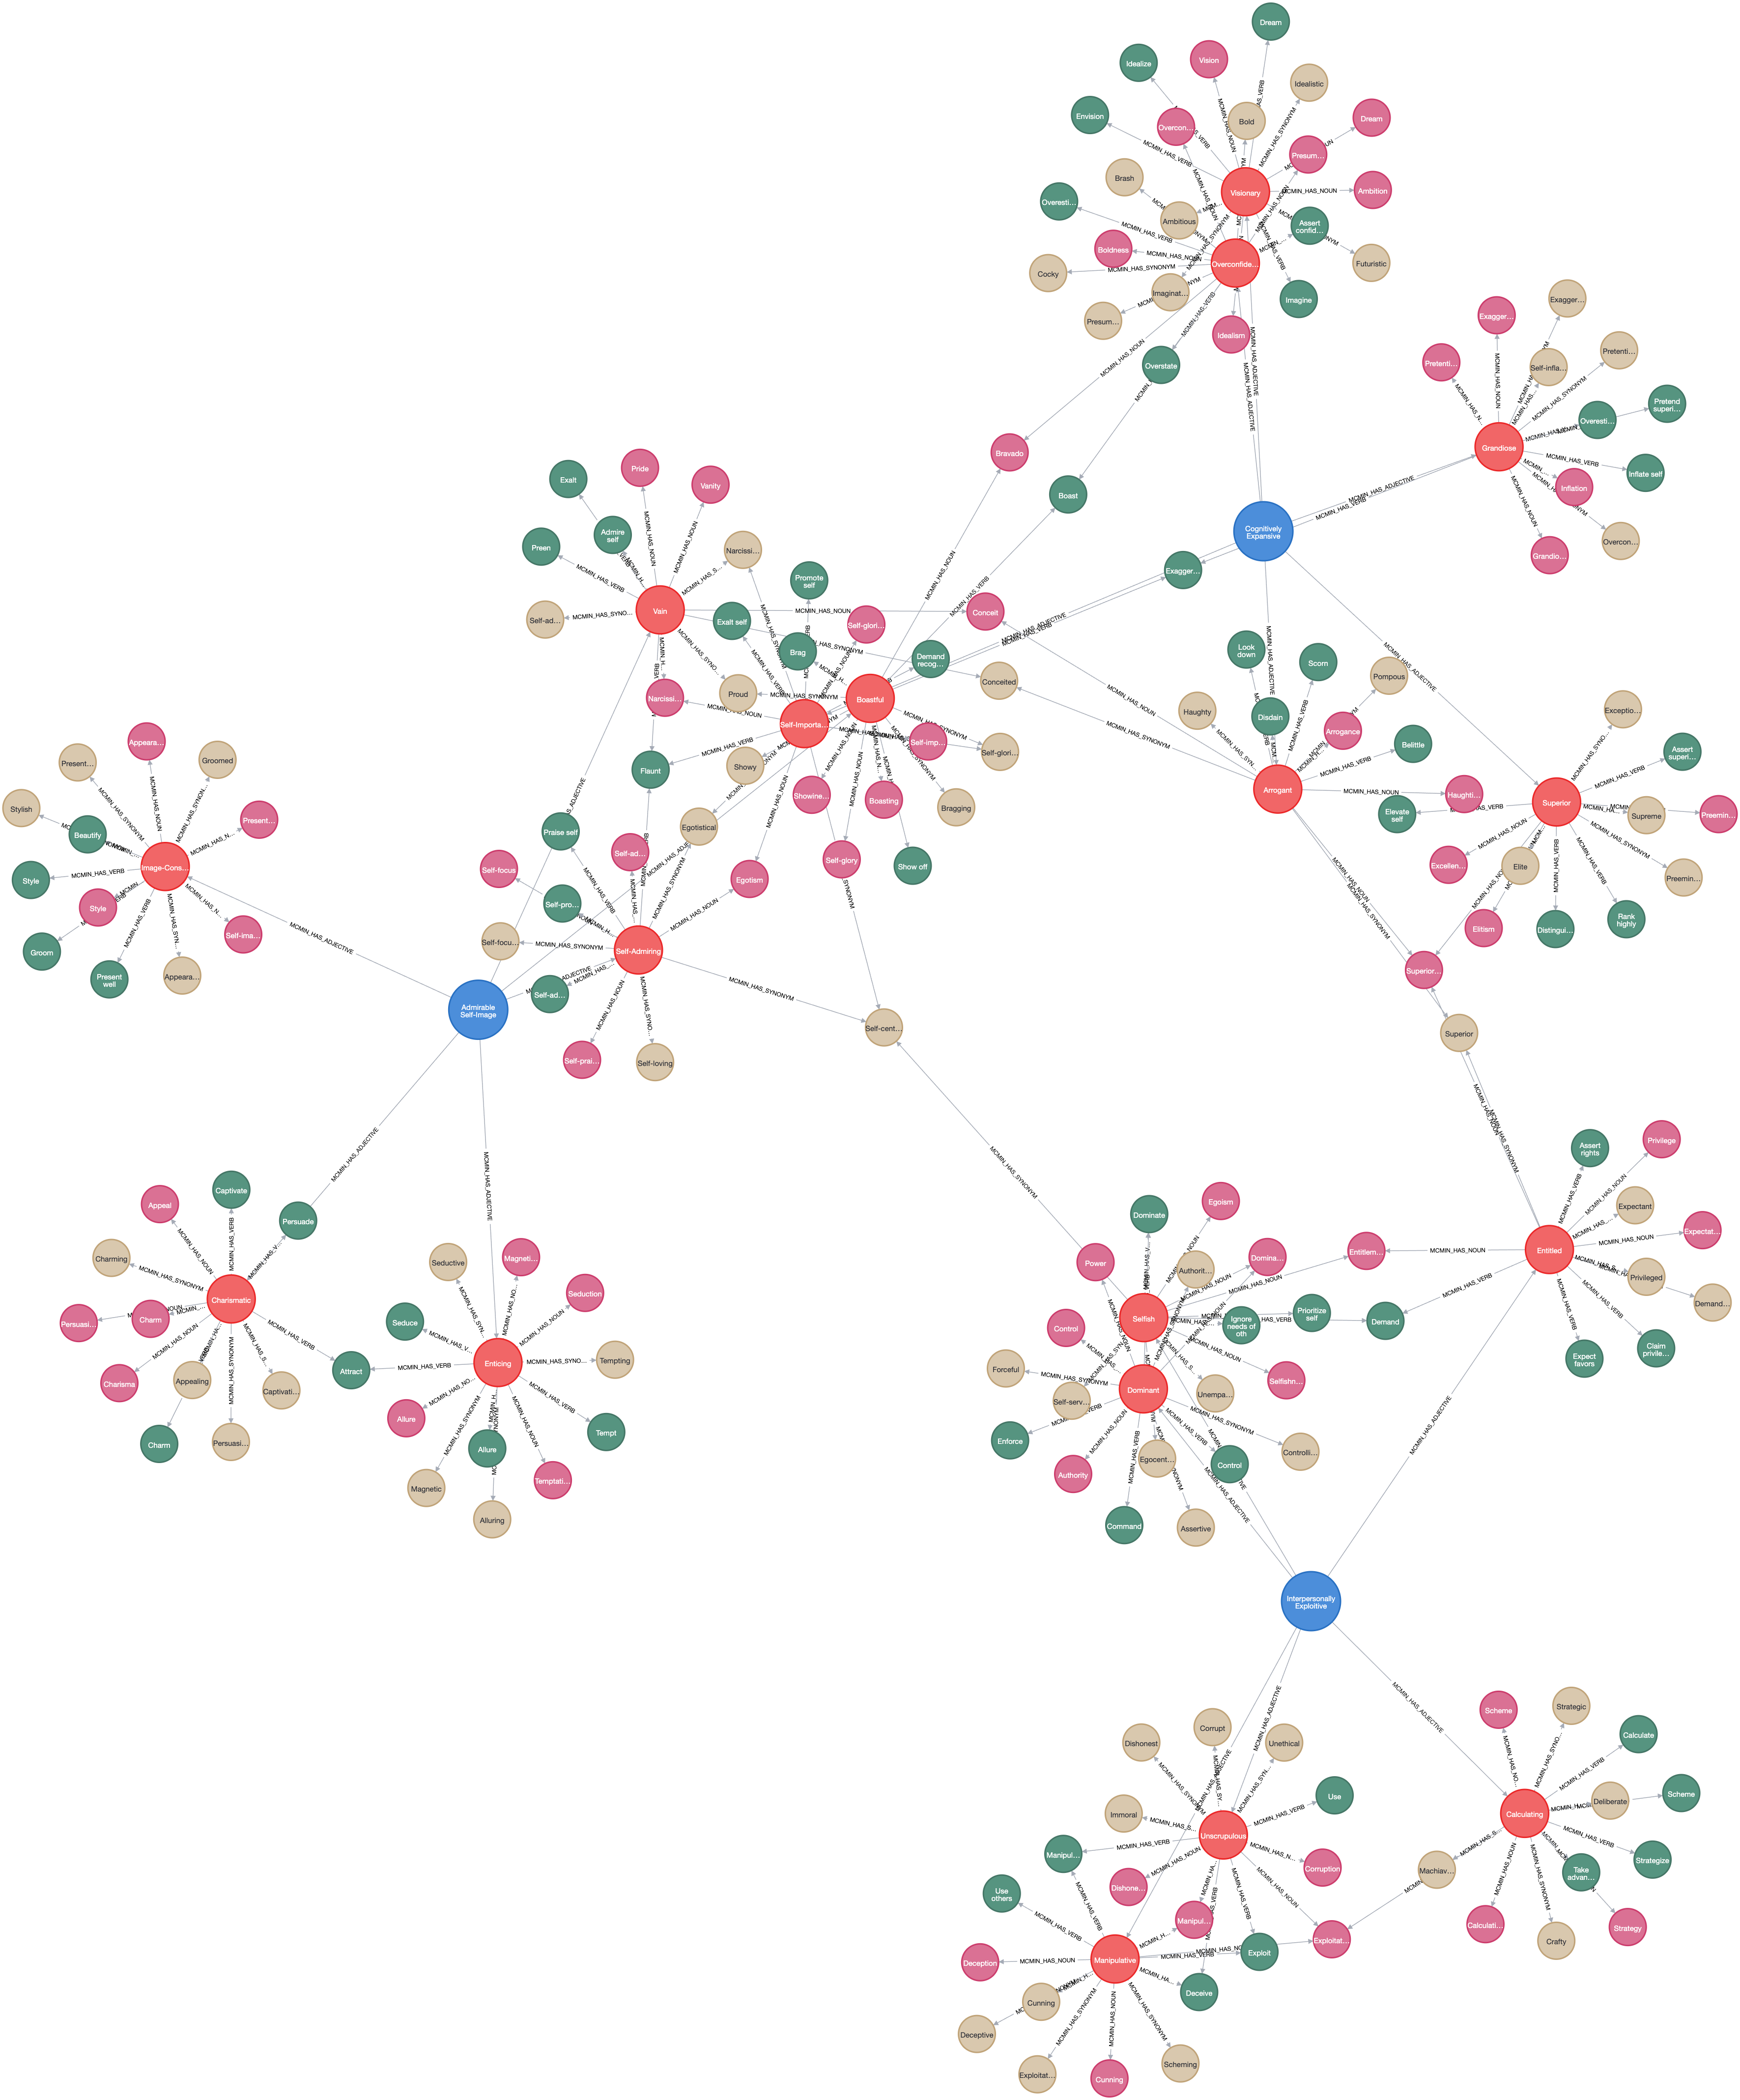 Dream
Idealize
Vision
Idealistic
Envision
Overcon...
Bold
Dream
Presum...
Brash
Visionary
Ambition
Overesti...
Ambitious
Assert
confid...
Boldness
Overconfide...
Futuristic
Cocky
Imaginat...
Imagine
Presum...
Idealism
Overstate
Exagger...
Exagger...
Pretenti...
Pretenti...
Self-infla...
Pretend
superi...
Overesti...
Grandiose
Inflate self
Inflation
Overcon...
Grandio...
Bravado
Boast
Cognitively
Expansive
Exagger...
Conceit
Exalt
Pride
Vanity
Admire
self
Preen
Narcissi...
Promote
self
Vain
Self-ad...
Exalt self
Self-glori...
Brag
Demand
recog...
Conceited
Narcissi...
Proud
Boastful
Self-Importa...
Self-imp...
Self-glori...
Flaunt
Showy
Showine...
Boasting
Bragging
Egotistical
Self-glory
Show off
Look
down
Scorn
Pompous
Haughty
Disdain
Arrogance
Belittle
Arrogant
Haughti...
Elevate
self
Exceptio...
Assert
superi...
Superior
Supreme
Preemin...
Excellen...
Elite
Preemin...
Elitism
Distingui...
Rank
highly
Superior...
Superior
Appeara...
Present...
Groomed
Stylish
Beautify
Present...
Image-Cons...
Style
Style
Self-ima...
Groom
Present
well
Appeara...
Praise self
Self-ad...
Self-focus
Egotism
Self-pro...
Self-focu...
Self-Admiring
Self-ad...
Admirable
Self-Image
Self-prai...
Self-loving
Self-cent...
Captivate
Appeal
Persuade
Charming
Charismatic
Persuasi...
Charm
Charisma
Appealing
Captivati...
Attract
Charm
Persuasi...
Seductive
Magneti...
Seduction
Seduce
Enticing
Tempting
Allure
Allure
Tempt
Magnetic
Temptati...
Alluring
Dominate
Egoism
Power
Authorit...
Domina...
Entitlem...
Selfish
Control
Ignore
needs of
oth
Prioritize
self
Demand
Forceful
Dominant
Unempa...
Selfishn...
Self-serv...
Enforce
Authority
Egocent...
Control
Controlli...
Command
Assertive
Assert
rights
Privilege
Expectant
Expectat...
Entitled
Privileged
Demand...
Expect
favors
Claim
privile...
Interpersonally
Exploitive
Corrupt
Dishonest
Unethical
Use
Immoral
Unscrupulous
Manipul...
Corruption
Dishone...
Use
others
Manipul...
Exploitat...
Exploit
Deception
Manipulative
Deceive
Cunning
Deceptive
Exploitat...
Cunning
Scheming
Scheme
Strategic
Calculate
Deliberate
Scheme
Calculating
Strategize
Machiav...
Take
advan...
Calculati...
Strategy
Crafty
MCMIN_HAS_ADJECTIVE
MCMIN_HAS_VERB
MCMIN_HAS_NOUN
MCMIN_HAS_SYNONYM